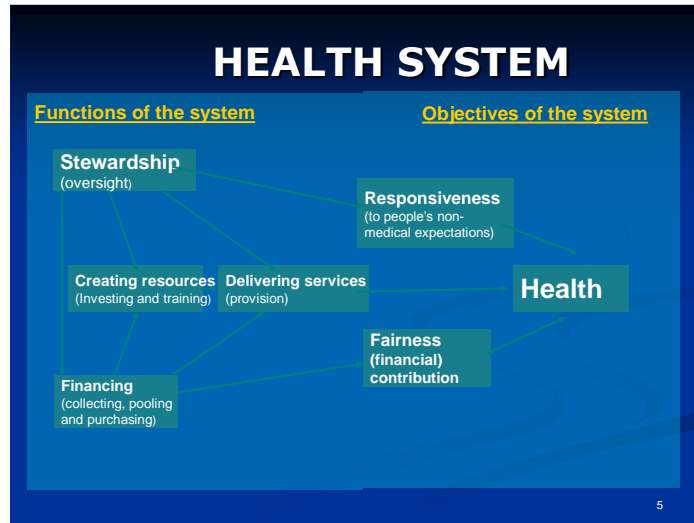 HEALTH SYSTEM
Functions of the system
Objectives of the system
Stewardship
(oversight)
Responsiveness
(to people's non-
medical expectations)
Creating resources
(Investing and training)
Delivering services
(provision)
Health
Fairness
(financial)
contribution
Financing
(collecting, pooling
and purchasing)
5